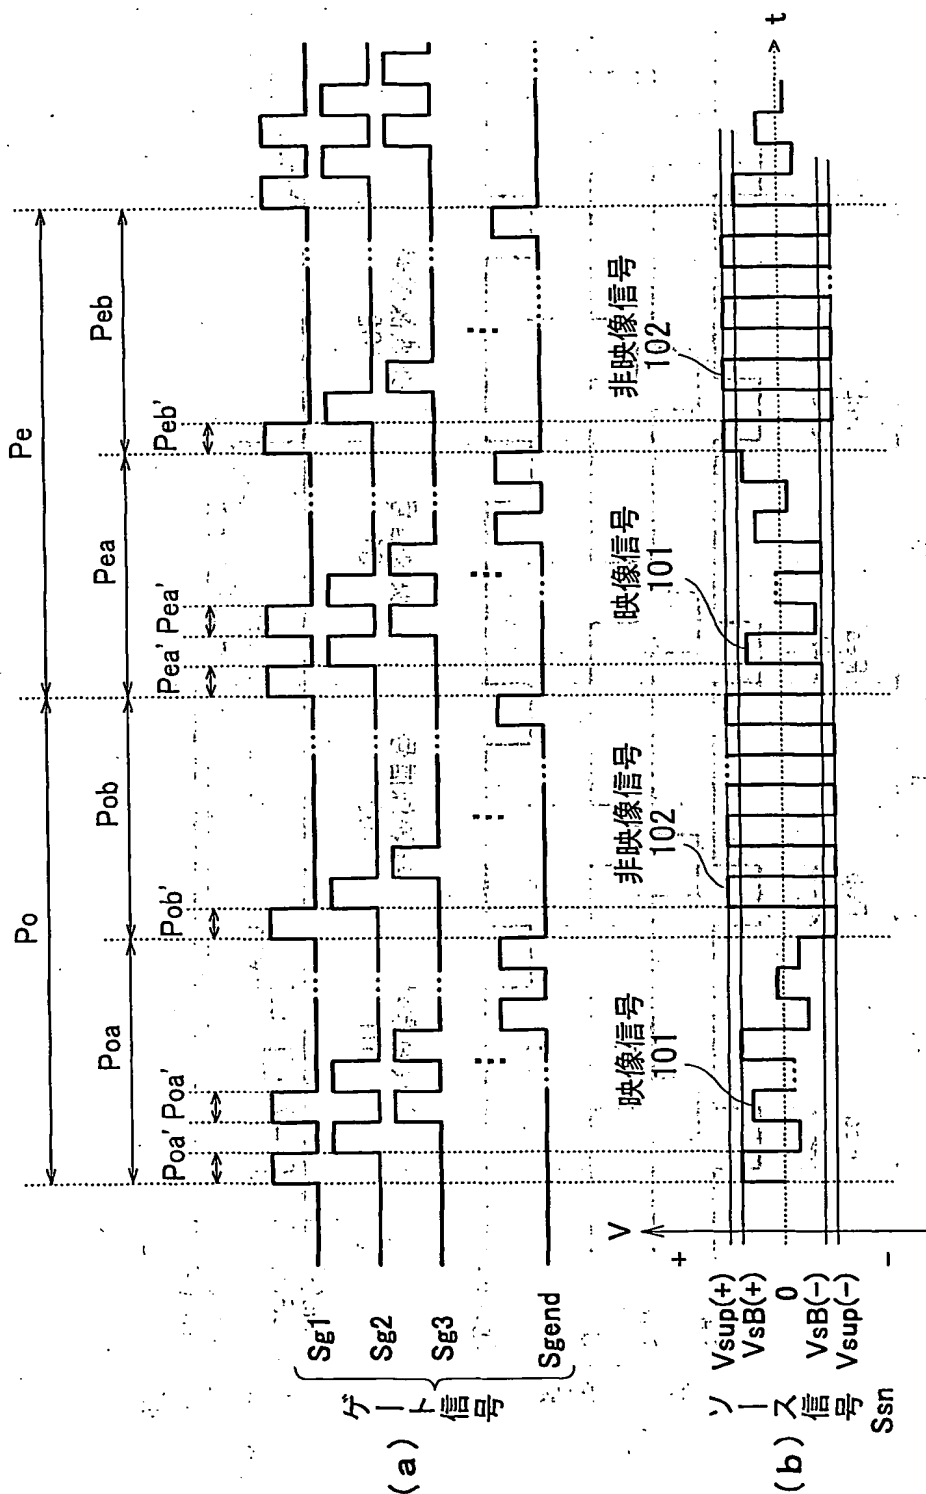 Po
Pe
Poa
Pob
Pea
Peb
Poa' Poa'
Pob'
Pea' Pea'
Peb'
(a)
ゲート信号
Sg1
Sg2
Sg3
Sgend
V
+
-
t
(b)
ソース信号
Ssn
Vsup(+)
VsB(+)
0
VsB(-)
Vsup(-)
映像信号
101
非映像信号
102
映像信号
101
非映像信号
102